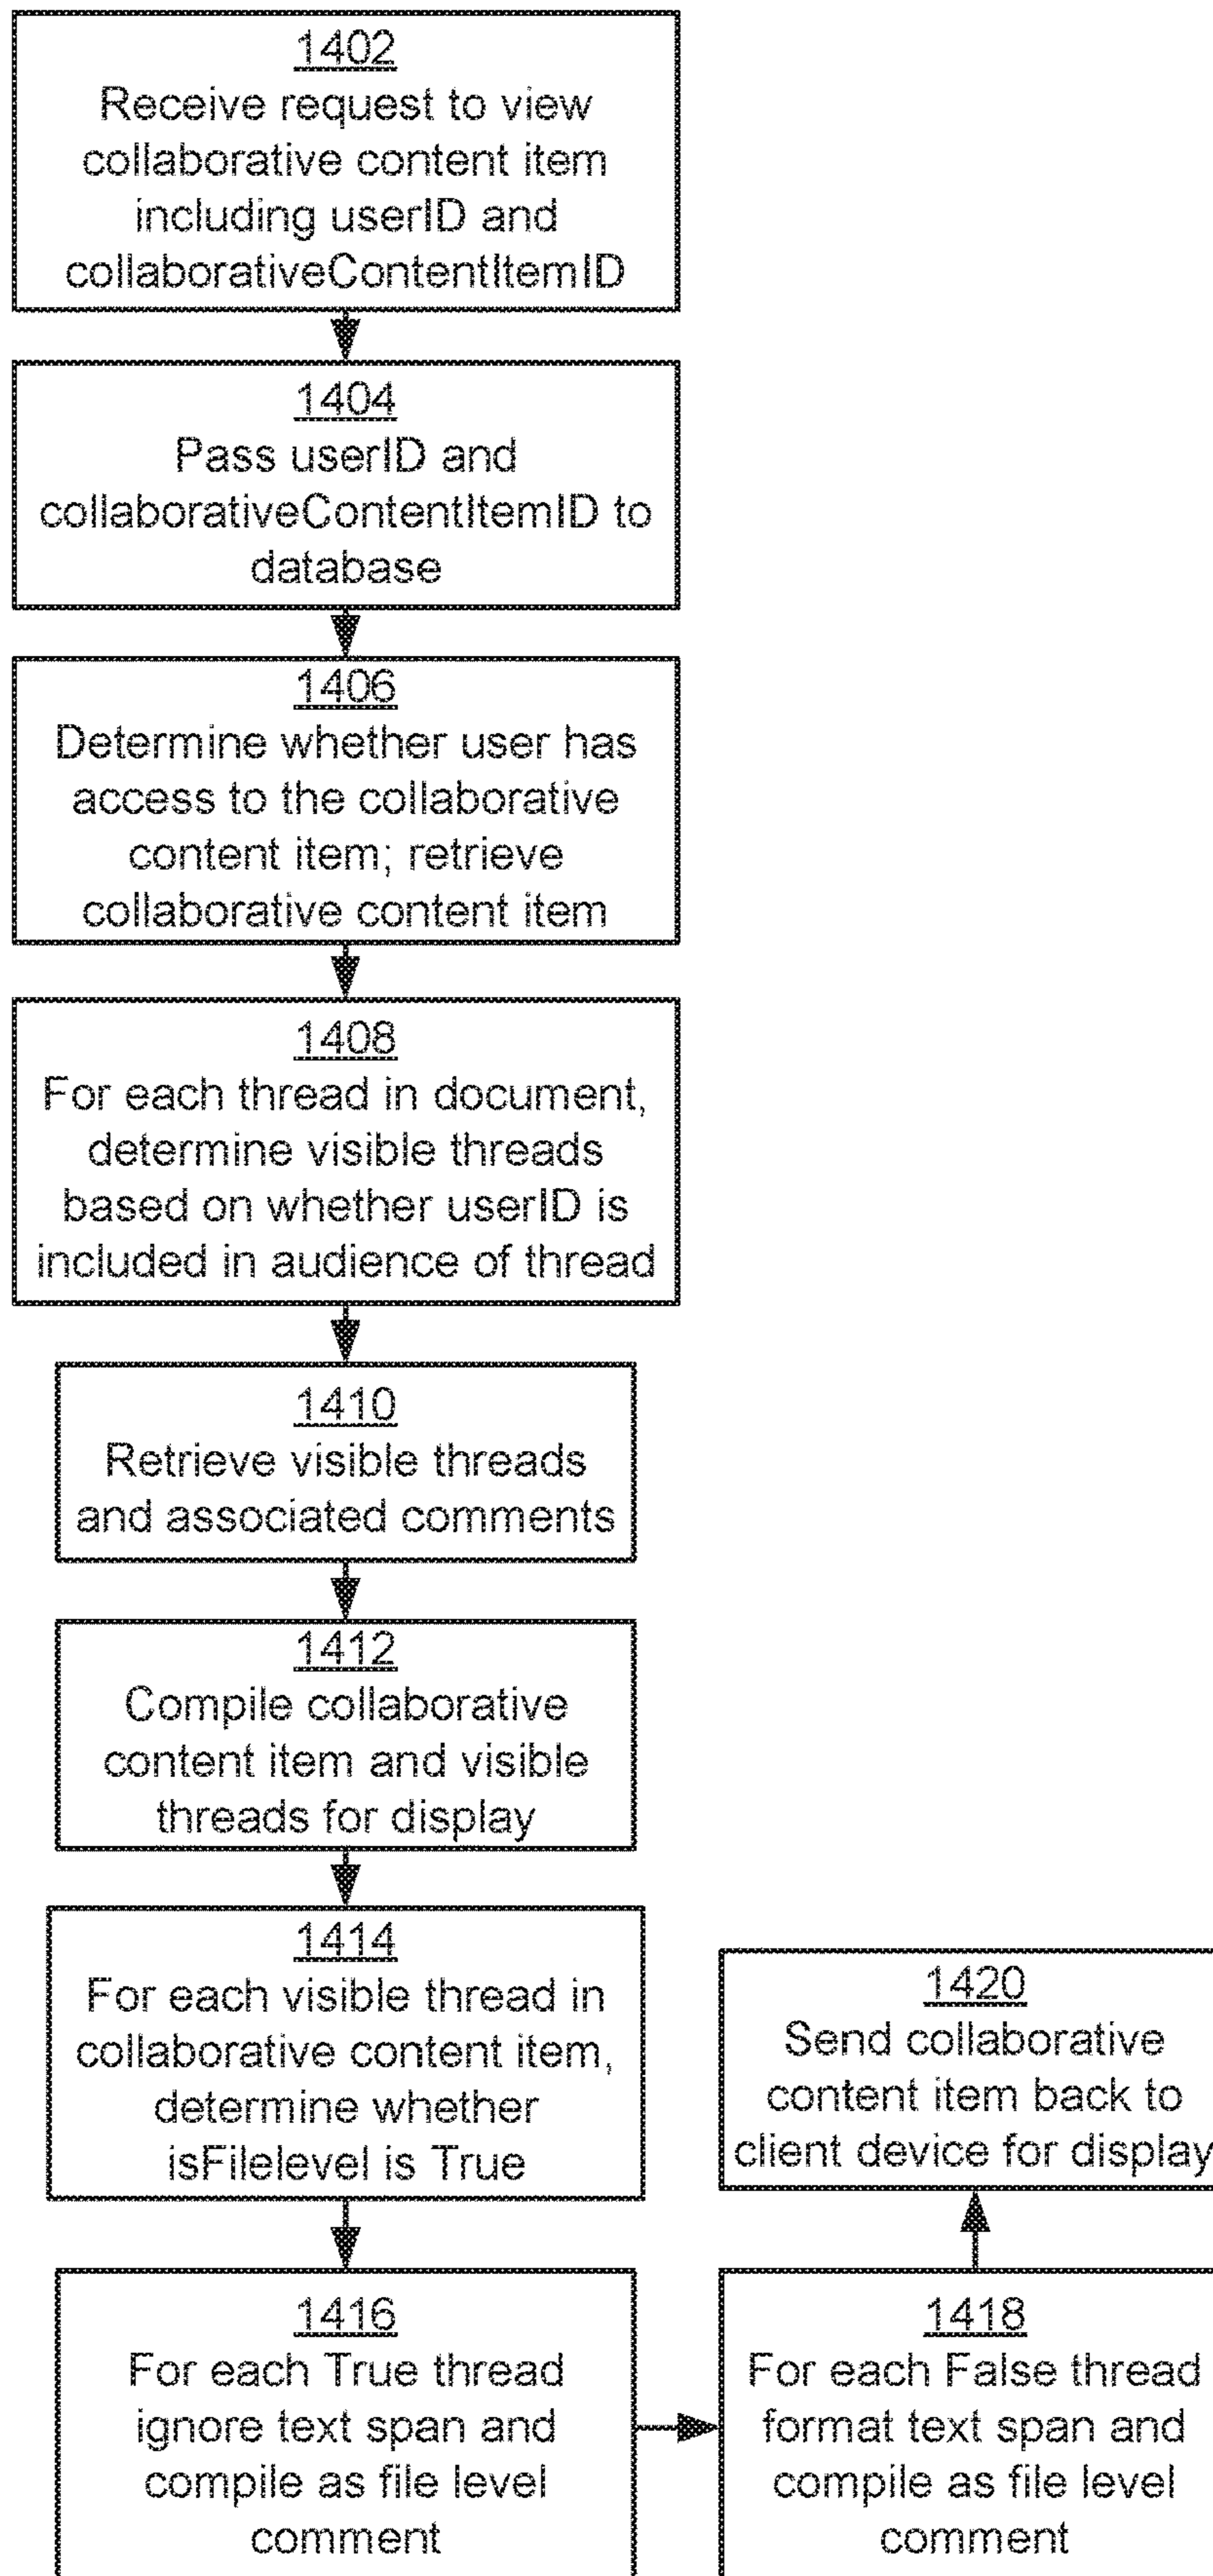 1402
Receive request to view
collaborative content item
including userID and
collaborativeContentItemID
1404
Pass userID and
collaborativeContentItemID to
database
1406
Determine whether user has
access to the collaborative
content item; retrieve
collaborative content item
1408
For each thread in document,
determine visible threads
based on whether userID is
included in audience of thread
1410
Retrieve visible threads
and associated comments
1412
Compile collaborative
content item and visible
threads for display
1414
For each visible thread in
collaborative content item,
determine whether
isFilelevel is True
1416
For each True thread
ignore text span and
compile as file level
comment
1418
For each False thread
format text span and
compile as file level
comment
1420
Send collaborative
content item back to
client device for display